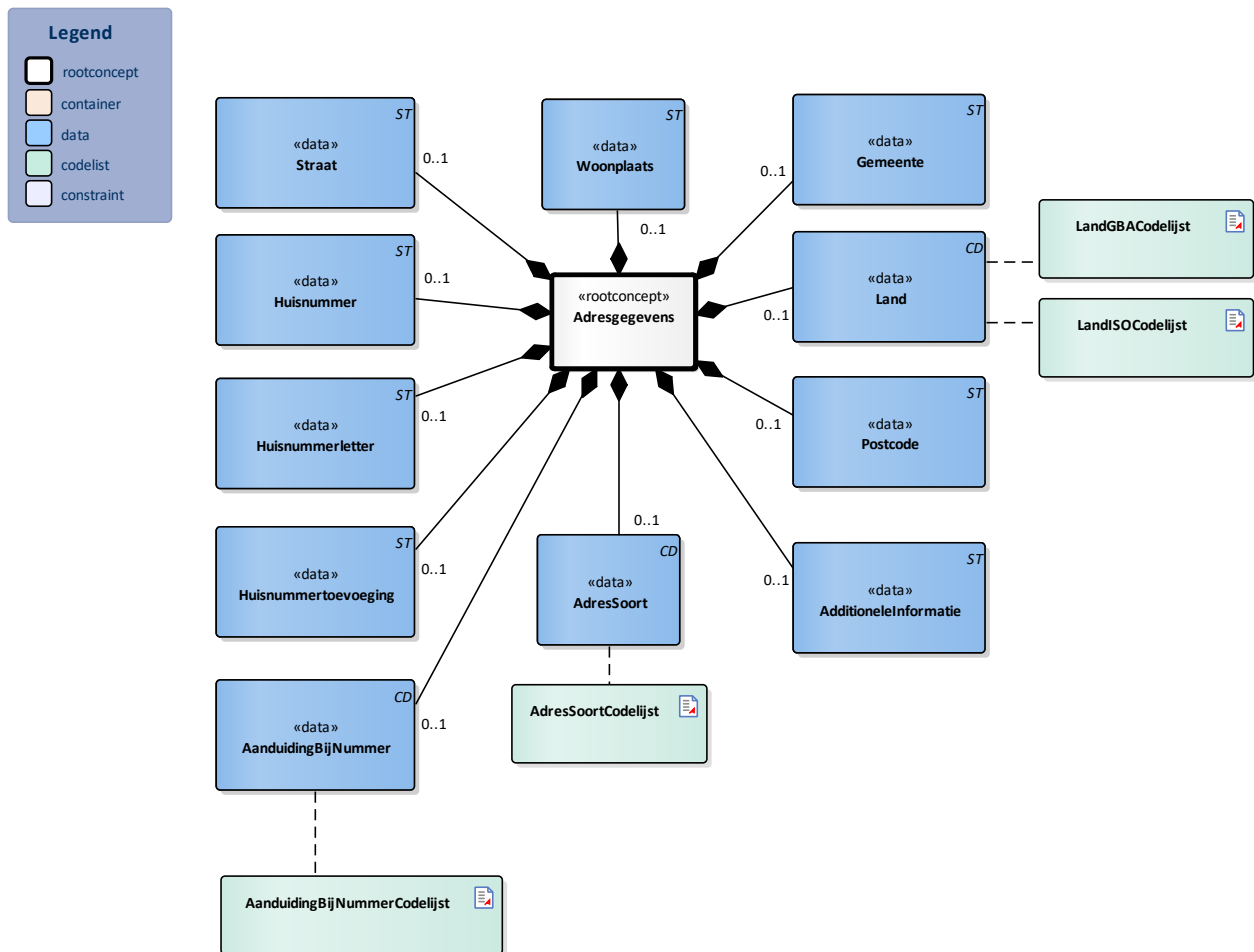 Legend
rootconcept
container
data
codelist
constraint
ST
«data»
Straat
0..1
ST
«data»
Woonplaats
0..1
ST
«data»
Gemeente
0..1
ST
«data»
Huisnummer
0..1
«rootconcept»
Adresgegevens
CD
«data»
Land
0..1
LandGBACodelijst
LandISOCodelijst
ST
«data»
Huisnummerletter
0..1
ST
«data»
Postcode
0..1
ST
«data»
Huisnummertoevoeging
0..1
0..1
CD
«data»
AdresSoort
ST
«data»
AdditioneleInformatie
0..1
CD
«data»
AanduidingBijNummer
0..1
AdresSoortCodelijst
AanduidingBijNummerCodelijst